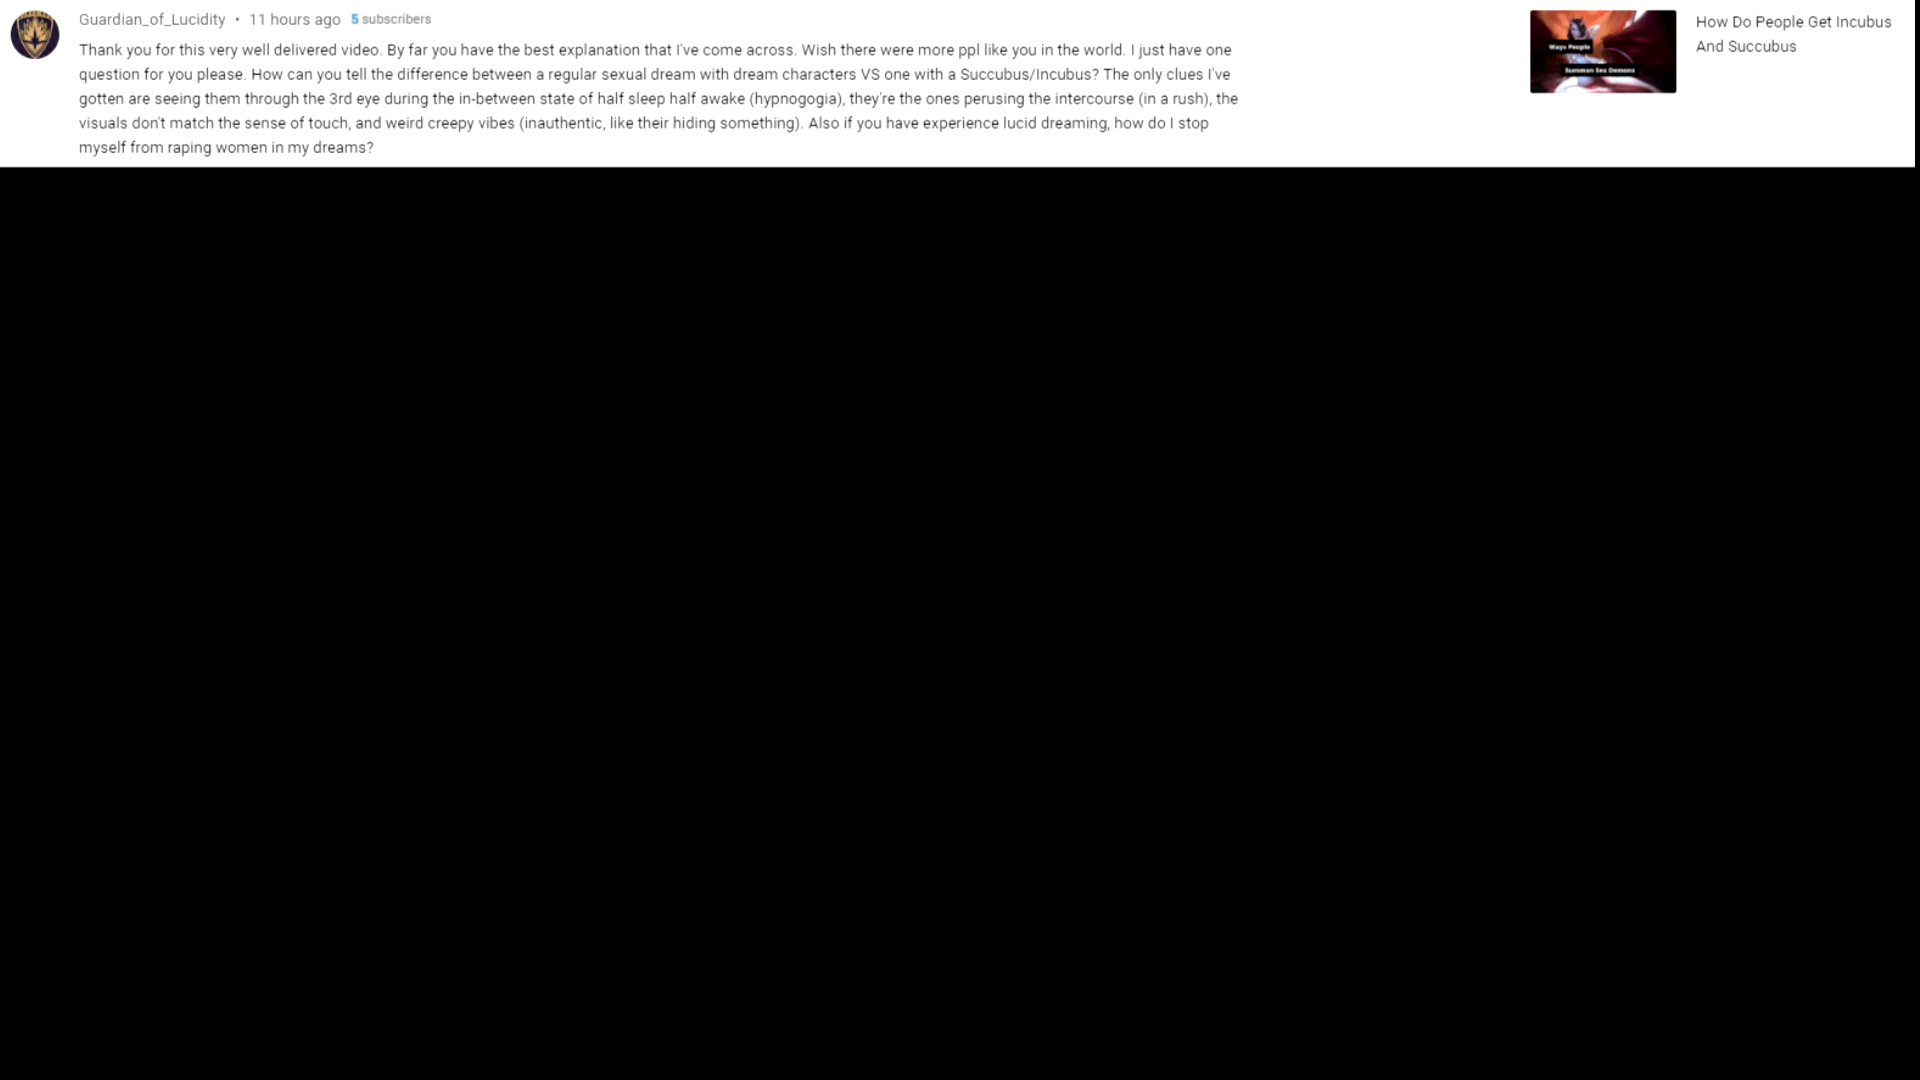 Guardian_of_Lucidity • 11 hours ago 5 subscribers
Thank you for this very well delivered video. By far you have the best explanation that I've come across. Wish there were more ppl like you in the world. I just have one
question for you please. How can you tell the difference between a regular sexual dream with dream characters VS one with a Succubus/Incubus? The only clues I've
gotten are seeing them through the 3rd eye during the in-between state of half sleep half awake (hypnogogia), they're the ones perusing the intercourse (in a rush), the
visuals don't match the sense of touch, and weird creepy vibes (inauthentic, like their hiding something). Also if you have experience lucid dreaming, how do I stop
myself from raping women in my dreams?
Ways People
Summon Sex Demons
How Do People Get Incubus
And Succubus